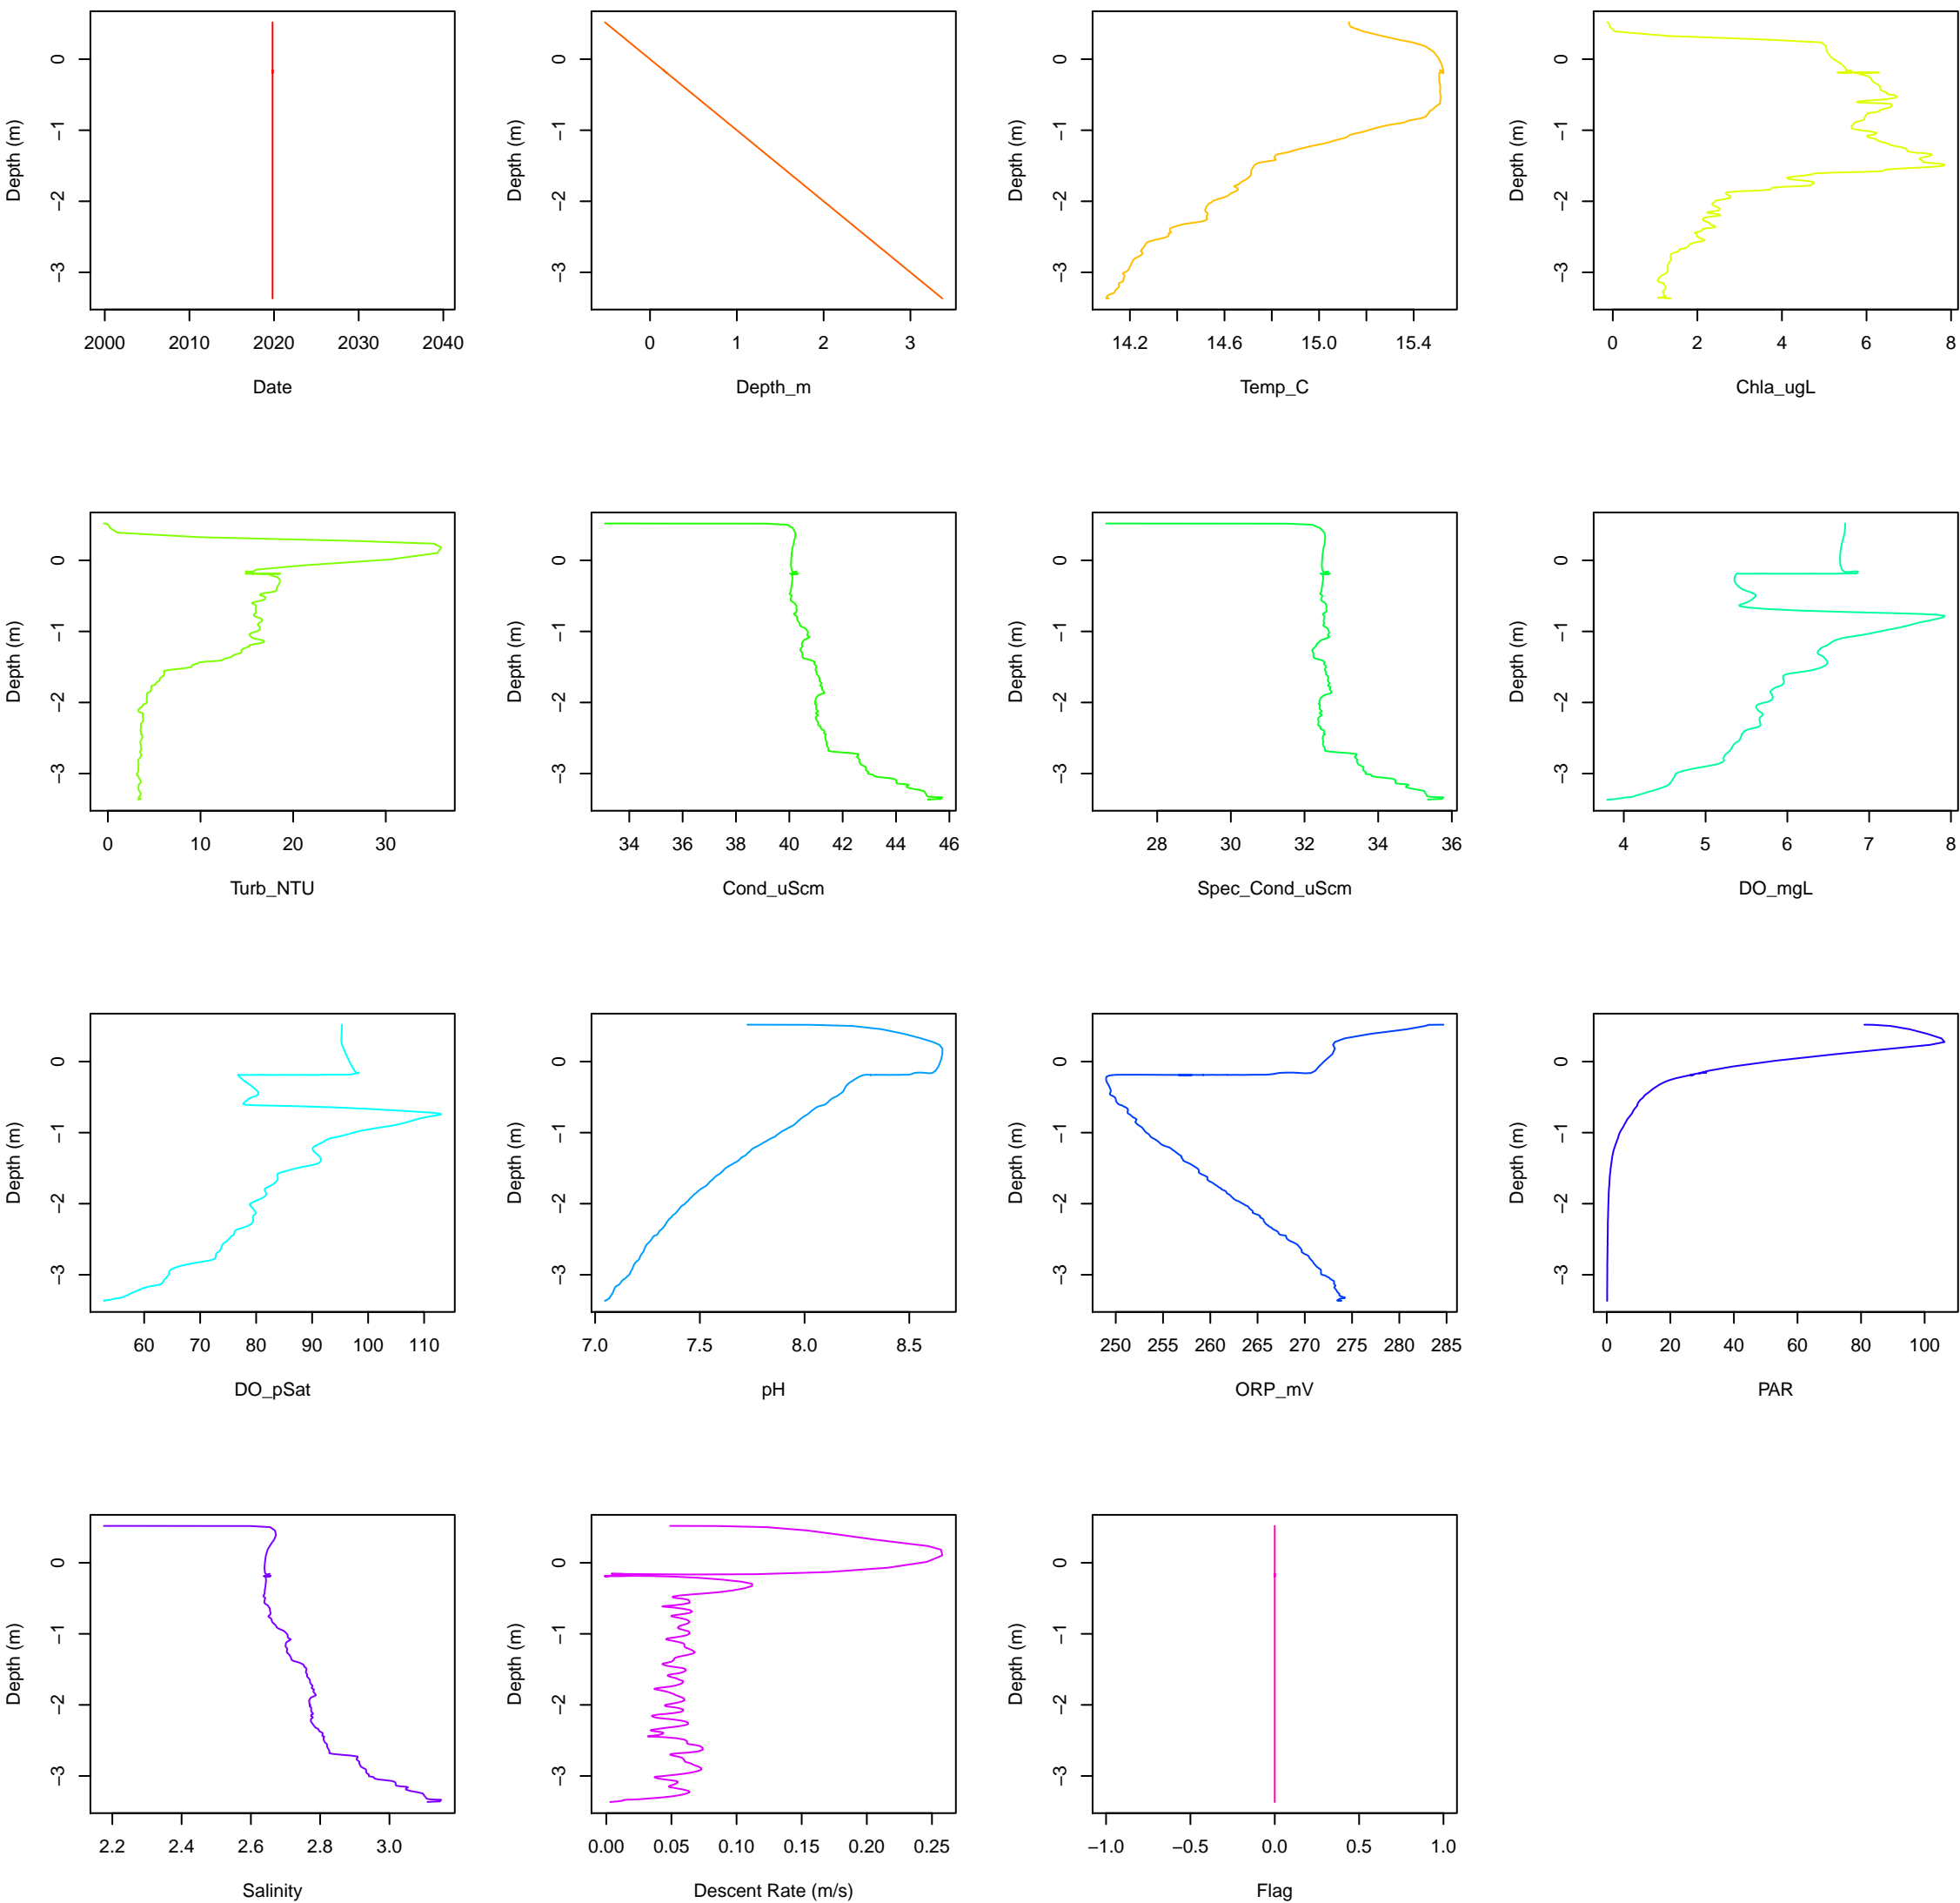 Depth (m)
0
−1
−2
−3
2000 2010 2020 2030 2040
Date
Depth (m)
0
−1
−2
−3
0 1 2 3
Depth_m
Depth (m)
0
−1
−2
−3
14.2 14.6 15.0 15.4
Temp_C
Depth (m)
0
−1
−2
−3
0 2 4 6 8
Chla_ugL
Depth (m)
0
−1
−2
−3
0 10 20 30
Turb_NTU
Depth (m)
0
−1
−2
−3
34 36 38 40 42 44 46
Cond_uScm
Depth (m)
0
−1
−2
−3
28 30 32 34 36
Spec_Cond_uScm
Depth (m)
0
−1
−2
−3
4 5 6 7 8
DO_mgL
Depth (m)
0
−1
−2
−3
60 70 80 90 100 110
DO_pSat
Depth (m)
0
−1
−2
−3
7.0 7.5 8.0 8.5
pH
Depth (m)
0
−1
−2
−3
250 255 260 265 270 275 280 285
ORP_mV
Depth (m)
0
−1
−2
−3
0 20 40 60 80 100
PAR
Depth (m)
0
−1
−2
−3
2.2 2.4 2.6 2.8 3.0
Salinity
Depth (m)
0
−1
−2
−3
0.00 0.05 0.10 0.15 0.20 0.25
Descent Rate (m/s)
Depth (m)
0
−1
−2
−3
−1.0 −0.5 0.0 0.5 1.0
Flag